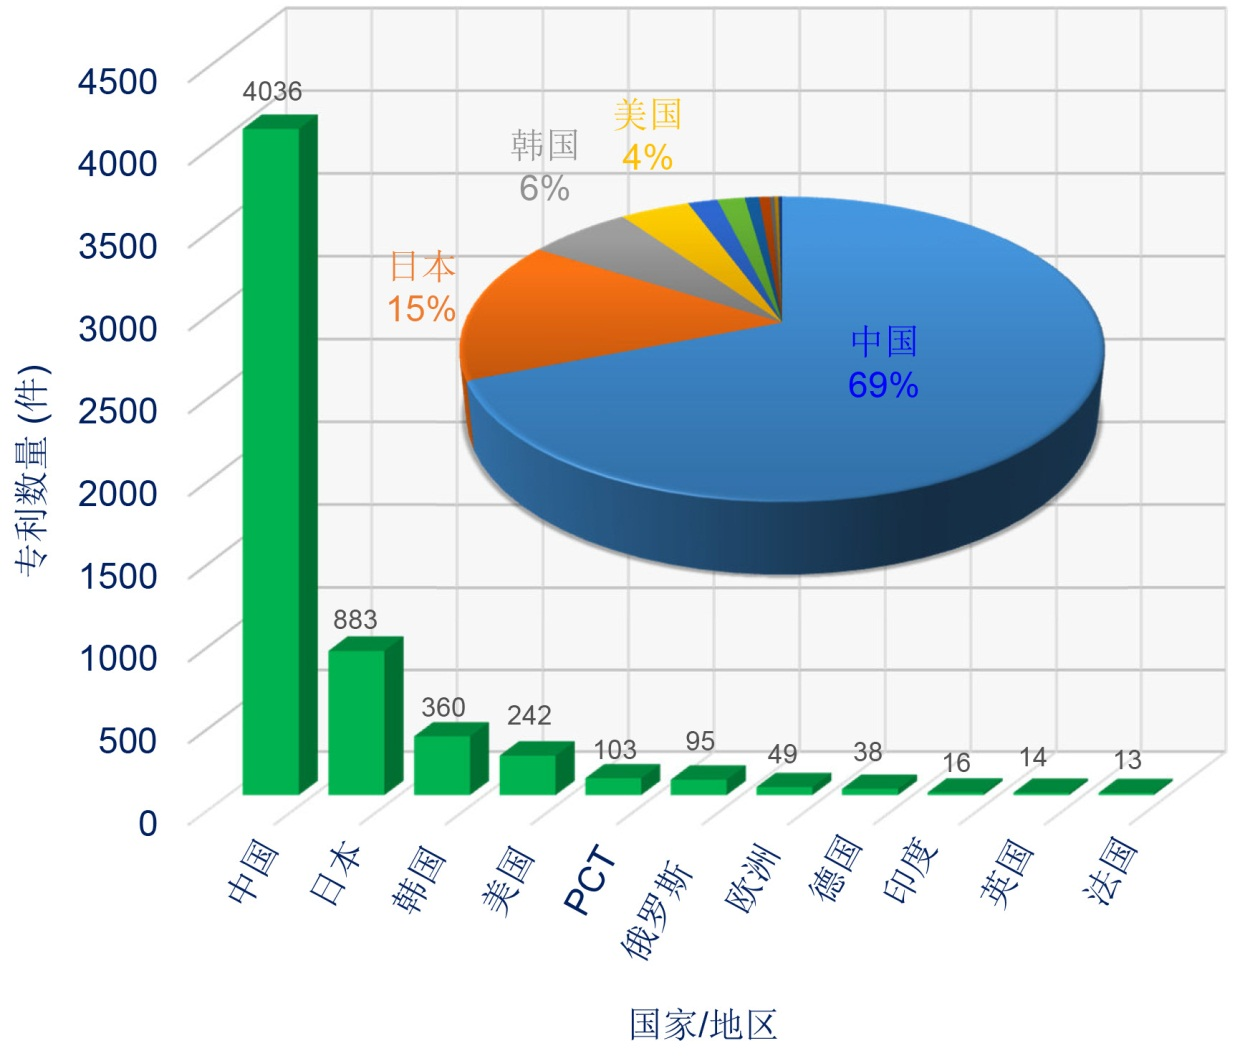 专利数量 (件)
4500
4000
3500
3000
2500
2000
1500
1000
500
0
4036
883
360
242
103
95
49
38
16
14
13
美国
4%
韩国
6%
日本
15%
中国
69%
中国
日本
韩国
美国
PCT
俄罗斯
欧洲
德国
印度
英国
法国
国家/地区